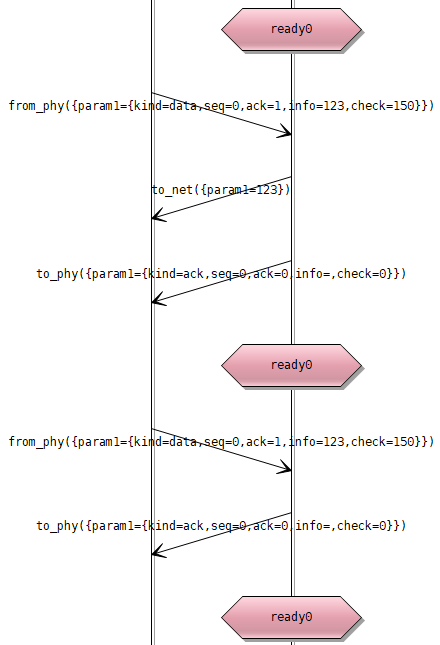 ready0
from_phy({param1={kind=data,seq=0,ack=1,info=123,check=150}})
to_net({param1=123})
to_phy({param1={kind=ack,seq=0,ack=0,info=,check=0}})
ready0
from_phy({param1={kind=data,seq=0,ack=1,info=123,check=150}})
to_phy({param1={kind=ack,seq=0,ack=0,info=,check=0}})
ready0